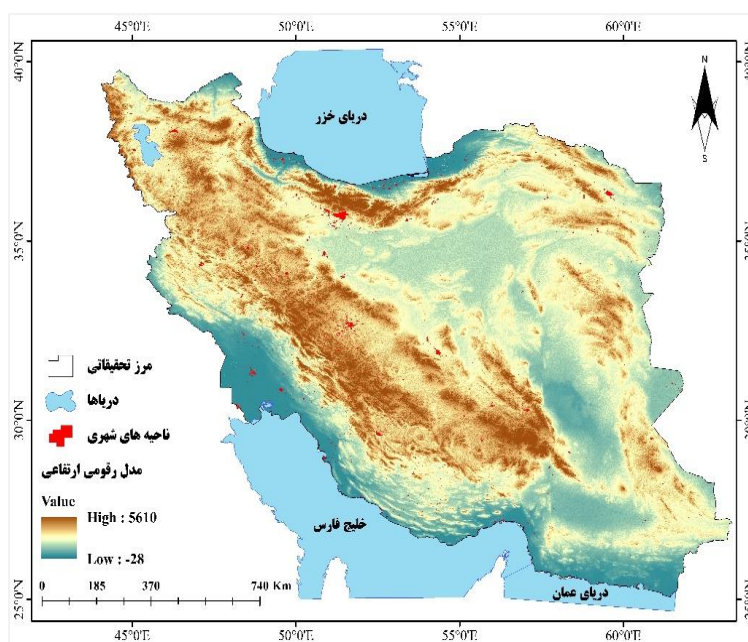 45°0'E 50°0'E 55°0'E 60°0'E
40°0'N
35°0'N
30°0'N
25°0'N
N
S
دریای خزر
خلیج فارس
دریای عمان
مرز تحقیقاتی
دریاها
ناحیه های شهری
مدل رقومی ارتفاعی
Value
High : 5610
Low : -28
0 185 370 740 Km
45°0'E 50°0'E 55°0'E 60°0'E